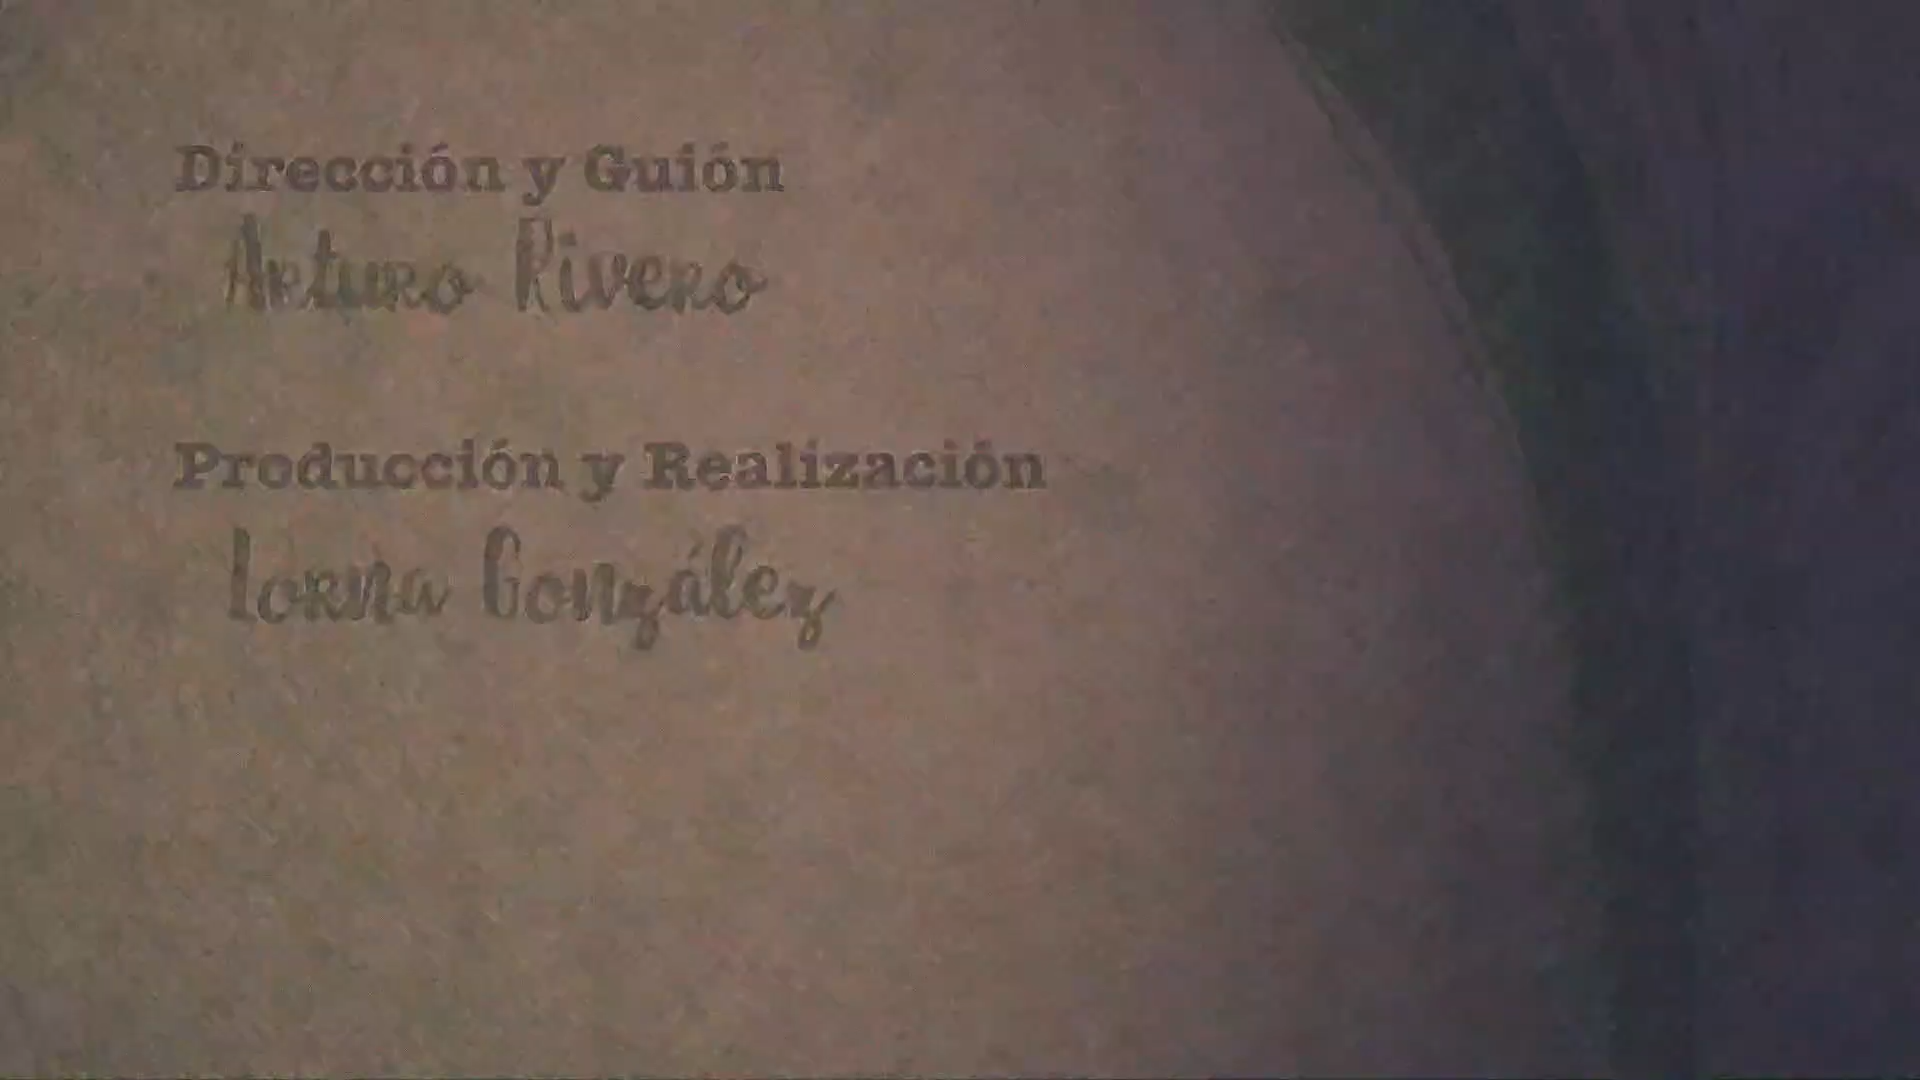 Dirección y Guión
Arturo Rivero
Producción y Realización
Lorna González